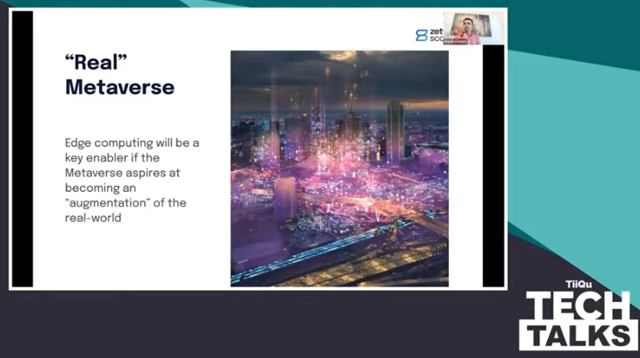 “Real”
Metaverse
Edge computing will be a
key enabler if the
Metaverse aspires at
becoming an
“augmentation” of the
real-world
TiiQu
TECH
TALKS